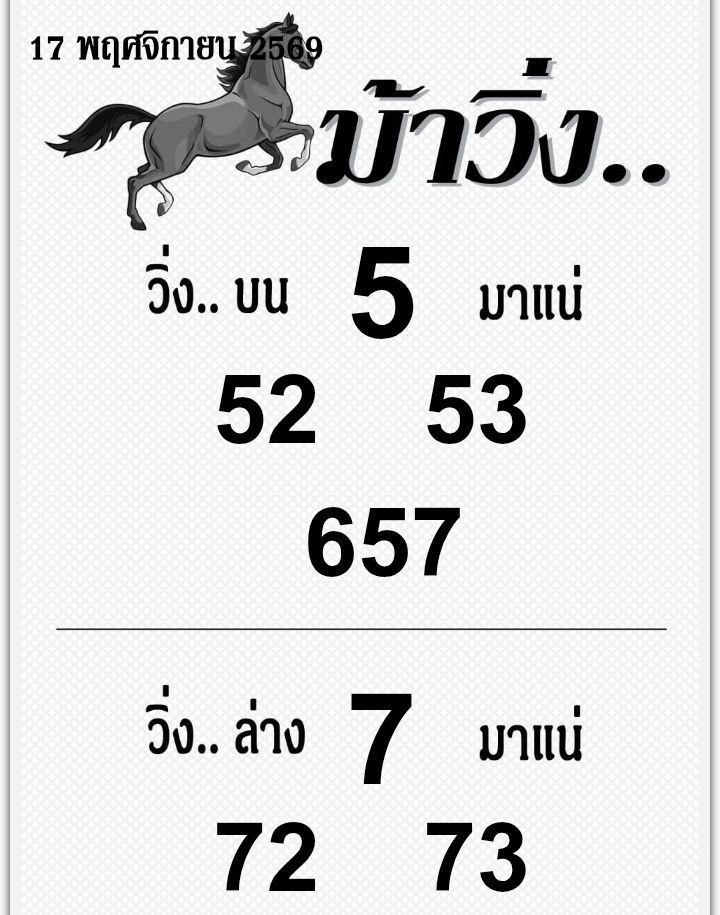 17 พฤศจิกายน 2569
ม้าวิ่ง..
วิ่ง.. บน 5 มาแน่
52 53
657
วิ่ง.. ล่าง 7 มาแน่
72 73